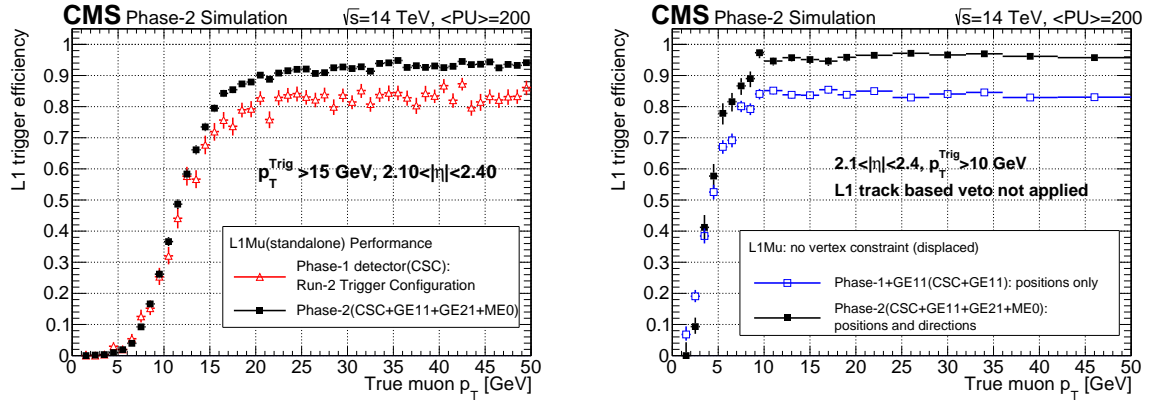 CMS Phase-2 Simulation √s=14 TeV, <PU>=200
L1 trigger efficiency
1
0.9
0.8
0.7
0.6
0.5
0.4
0.3
0.2
0.1
0
p_T^Trig >15 GeV, 2.10<|η|<2.40
L1Mu(standalone) Performance
Phase-1 detector(CSC):
Run-2 Trigger Configuration
Phase-2(CSC+GE11+GE21+ME0)
0 5 10 15 20 25 30 35 40 45 50
True muon p_T [GeV]
CMS Phase-2 Simulation √s=14 TeV, <PU>=200
L1 trigger efficiency
1
0.9
0.8
0.7
0.6
0.5
0.4
0.3
0.2
0.1
0
2.1<|η|<2.4, p_T^Trig>10 GeV
L1 track based veto not applied
L1Mu: no vertex constraint (displaced)
Phase-1+GE11(CSC+GE11): positions only
Phase-2(CSC+GE11+GE21+ME0):
positions and directions
0 5 10 15 20 25 30 35 40 45 50
True muon p_T [GeV]